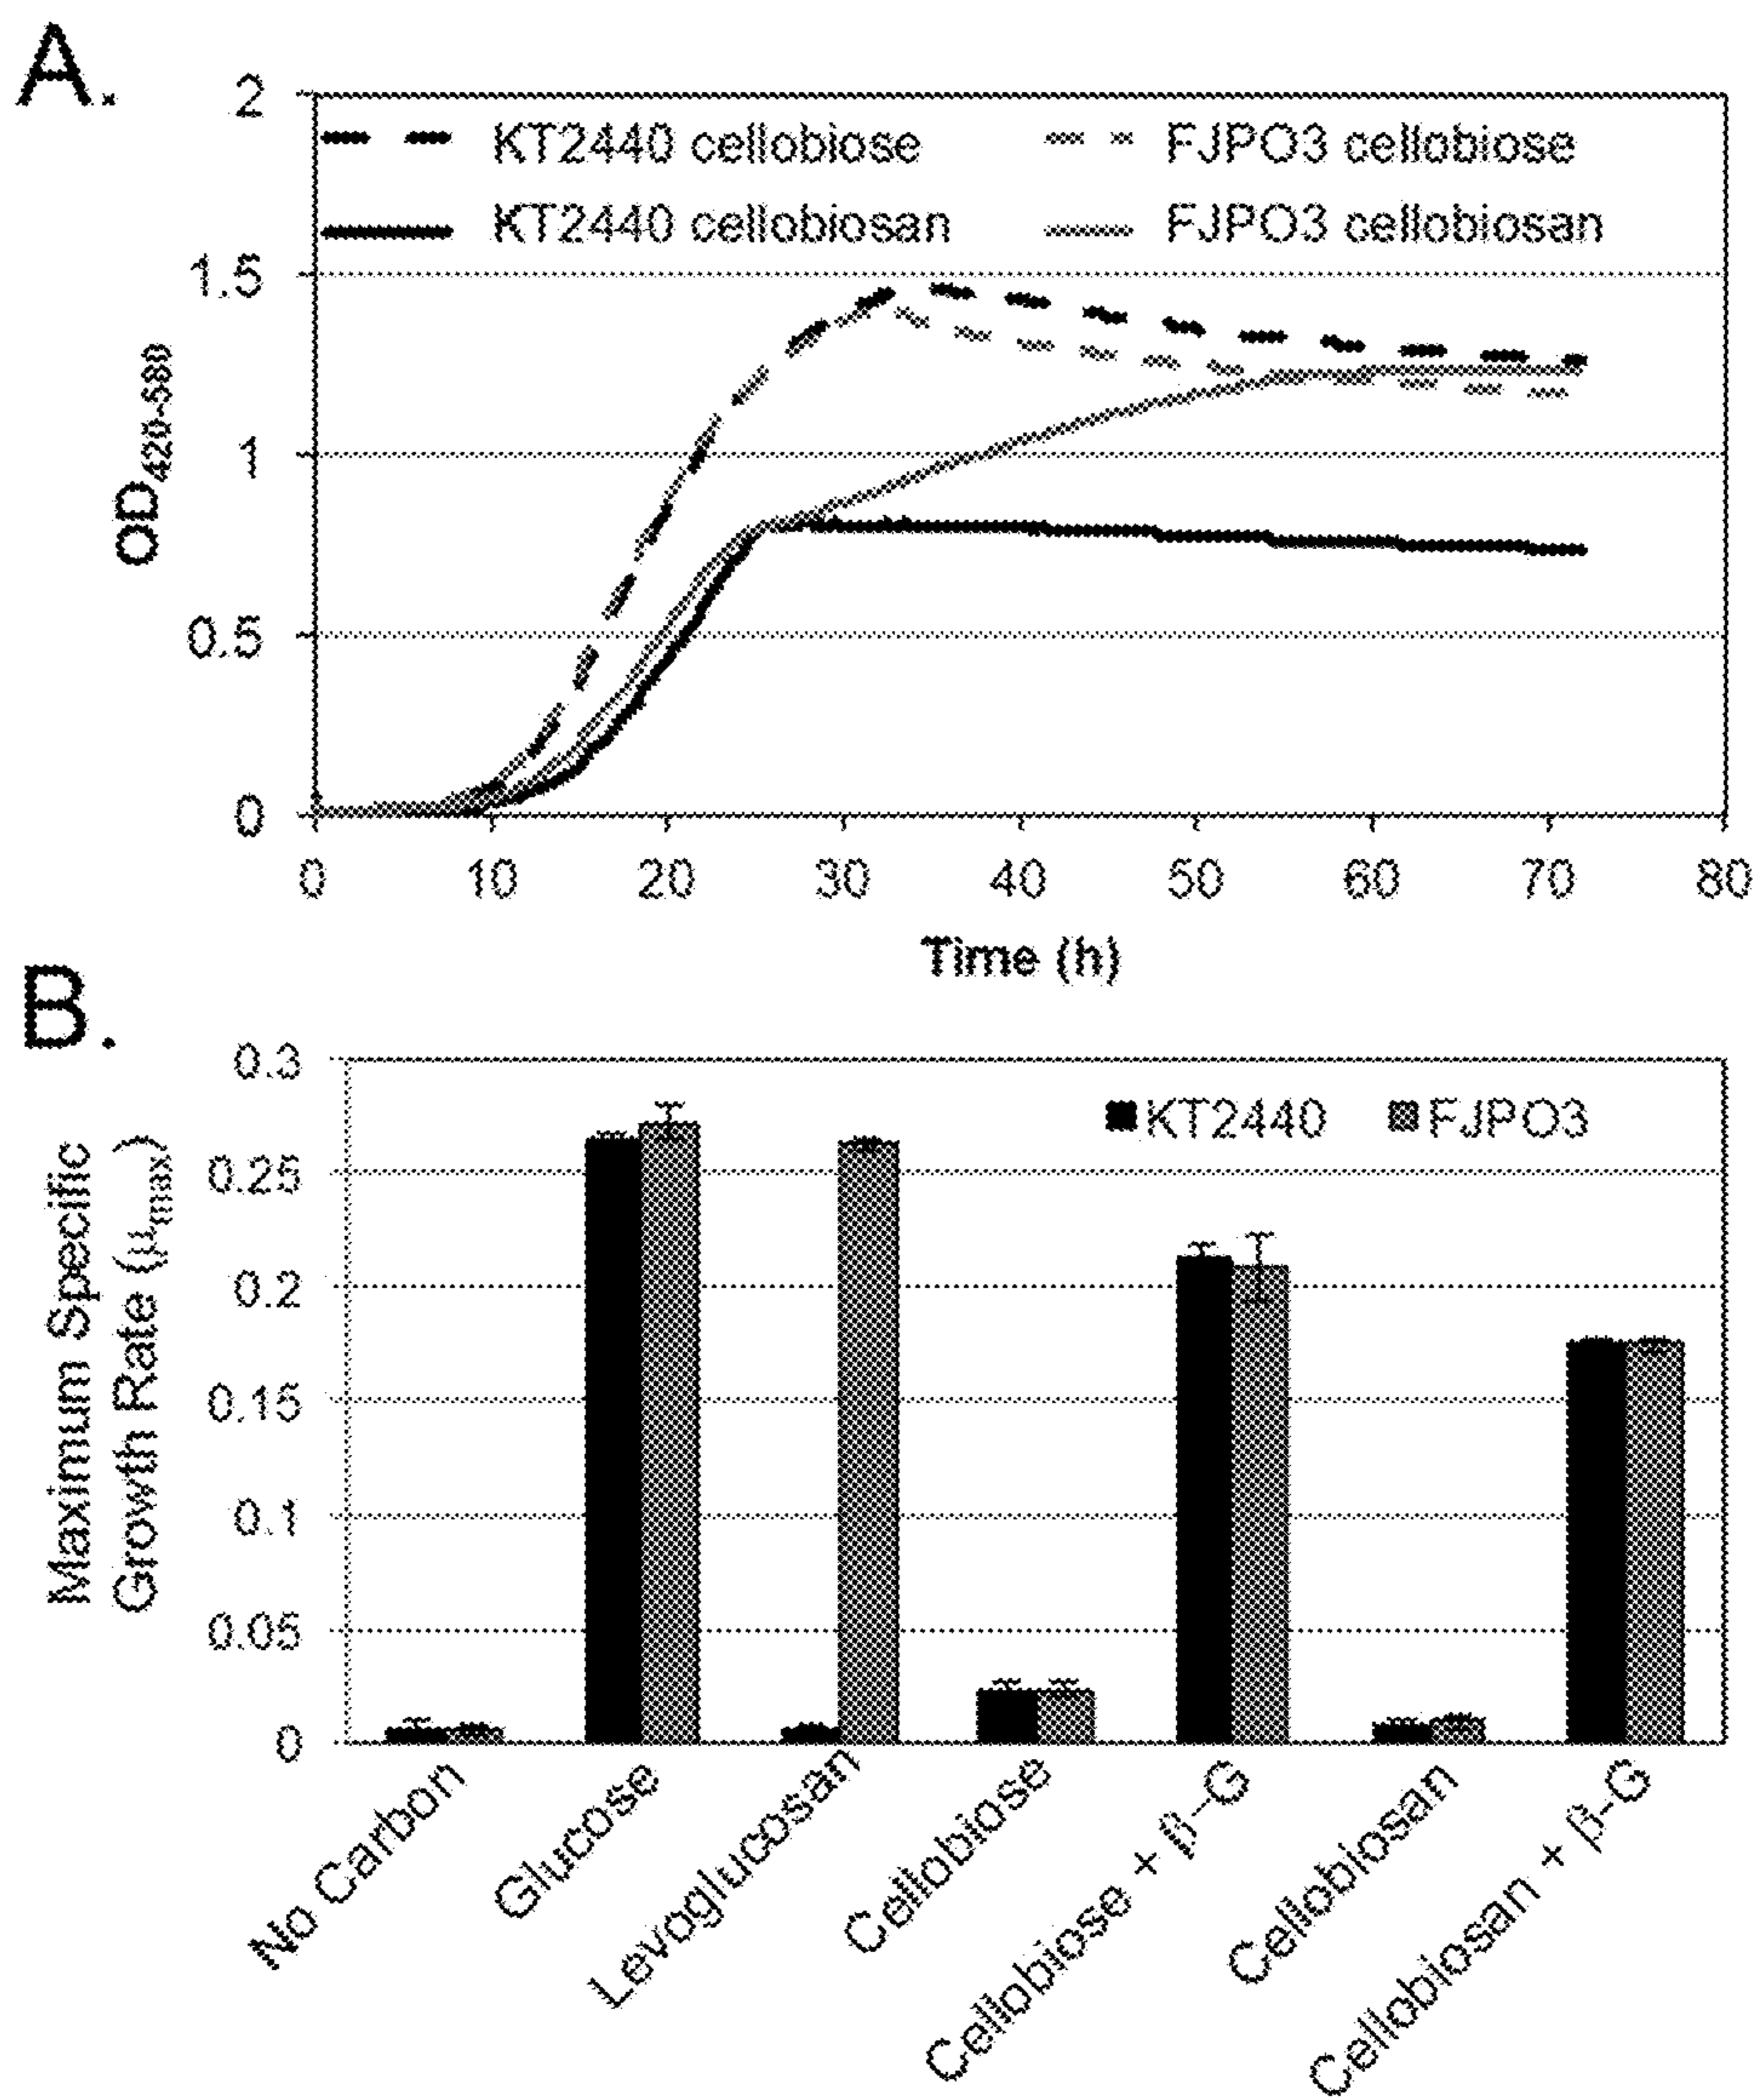 A.
2
1.5
1
0.5
0
OD420-580
KT2440 cellobiose
FJPO3 cellobiose
KT2440 cellobiosan
FJPO3 cellobiosan
0 10 20 30 40 50 60 70 80
Time (h)
B.
0.3
0.25
0.2
0.15
0.1
0.05
0
Maximum Specific
Growth Rate (μmax)
KT2440 FJPO3
No Carbon
Glucose
Levoglucosan
Cellobiose
Cellobiose + β-G
Cellobiosan
Cellobiosan + β-G